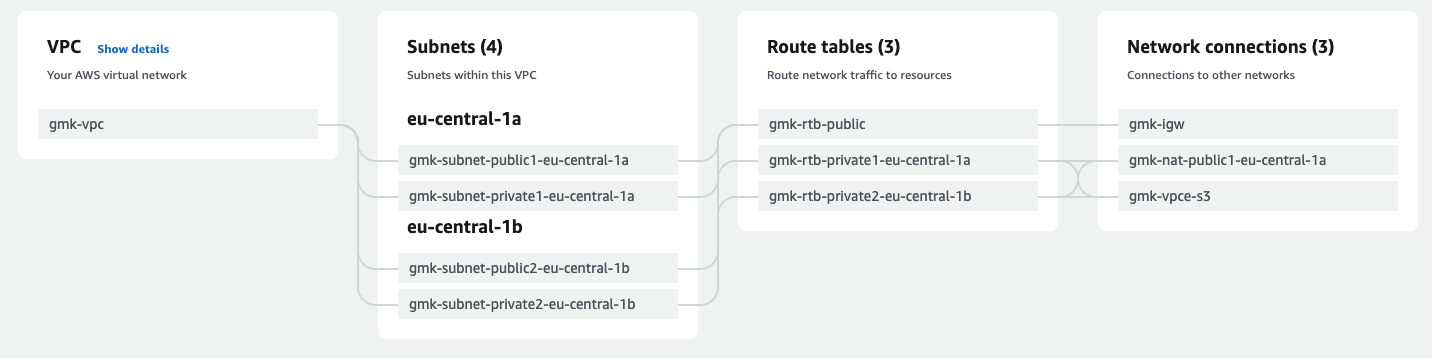 VPC Show details
Your AWS virtual network
gmk-vpc
Subnets (4)
Subnets within this VPC
eu-central-1a
gmk-subnet-public1-eu-central-1a
gmk-subnet-private1-eu-central-1a
eu-central-1b
gmk-subnet-public2-eu-central-1b
gmk-subnet-private2-eu-central-1b
Route tables (3)
Route network traffic to resources
gmk-rtb-public
gmk-rtb-private1-eu-central-1a
gmk-rtb-private2-eu-central-1b
Network connections (3)
Connections to other networks
gmk-igw
gmk-nat-public1-eu-central-1a
gmk-vpce-s3